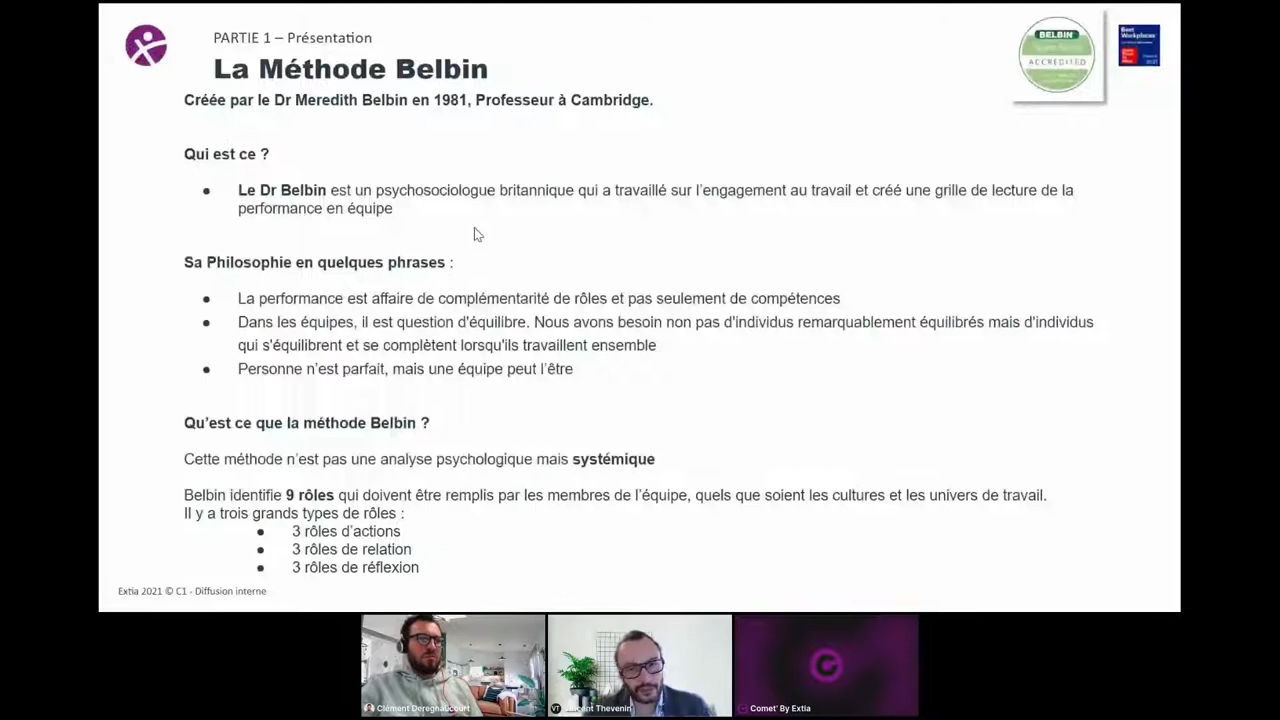 PARTIE 1 – Présentation
La Méthode Belbin
BELBIN
ACCREDITED
Best
Workplaces
Créée par le Dr Meredith Belbin en 1981, Professeur à Cambridge.
Qui est ce ?
● Le Dr Belbin est un psychosociologue britannique qui a travaillé sur l'engagement au travail et créé une grille de lecture de la
performance en équipe
Sa Philosophie en quelques phrases :
● La performance est affaire de complémentarité de rôles et pas seulement de compétences
● Dans les équipes, il est question d'équilibre. Nous avons besoin non pas d'individus remarquablement équilibrés mais d'individus
qui s'équilibrent et se complètent lorsqu'ils travaillent ensemble
● Personne n’est parfait, mais une équipe peut l’être
Qu’est ce que la méthode Belbin ?
Cette méthode n’est pas une analyse psychologique mais systémique
Belbin identifie 9 rôles qui doivent être remplis par les membres de l’équipe, quels que soient les cultures et les univers de travail.
Il y a trois grands types de rôles :
● 3 rôles d’actions
● 3 rôles de relation
● 3 rôles de réflexion
Extia 2021 © C1 - Diffusion interne
Clément Deregnaucourt
VT Vincent Thevenin
Comet' By Extia